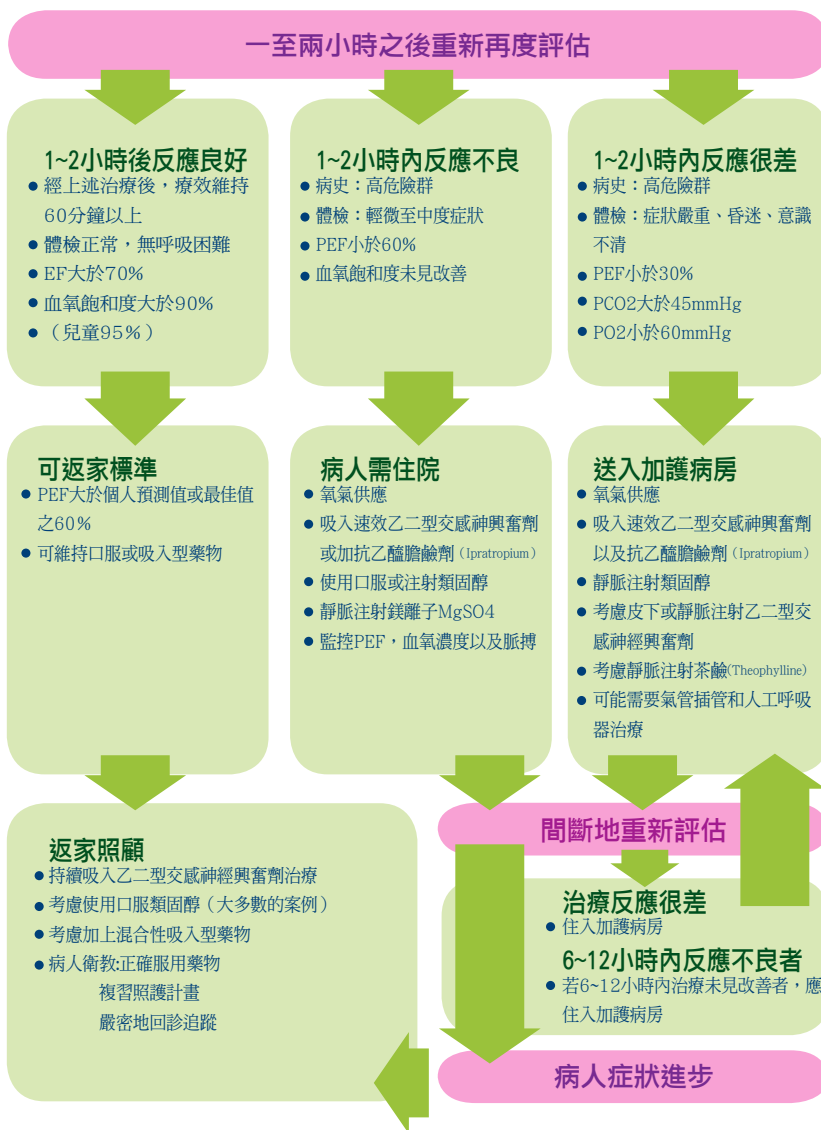 一至兩小時之後重新再度評估
1~2小時後反應良好
● 經上述治療後，療效維持
60分鐘以上
● 體檢正常，無呼吸困難
● EF大於70%
● 血氧飽和度大於90%
● （兒童95%）
1~2小時內反應不良
● 病史：高危險群
● 體檢：輕微至中度症狀
● PEF小於60%
● 血氧飽和度未見改善
1~2小時內反應很差
● 病史：高危險群
● 體檢：症狀嚴重、昏迷、意識
不清
● PEF小於30%
● PCO2大於45mmHg
● PO2小於60mmHg
可返家標準
● PEF大於個人預測值或最佳值
之60%
● 可維持口服或吸入型藥物
病人需住院
● 氧氣供應
● 吸入速效乙二型交感神興奮劑
或加抗乙醯膽鹼劑（Ipratropium）
● 使用口服或注射類固醇
● 靜脈注射鎂離子MgSO4
● 監控PEF，血氧濃度以及脈搏
送入加護病房
● 氧氣供應
● 吸入速效乙二型交感神興奮劑
以及抗乙醯膽鹼劑（Ipratropium）
● 靜脈注射類固醇
● 考慮皮下或靜脈注射乙二型交
感神經興奮劑
● 考慮靜脈注射茶鹼(Theophylline)
● 可能需要氣管插管和人工呼吸
器治療
返家照顧
● 持續吸入乙二型交感神經興奮劑治療
● 考慮使用口服類固醇（大多數的案例）
● 考慮加上混合性吸入型藥物
● 病人衛教:正確服用藥物
複習照護計畫
嚴密地回診追蹤
間斷地重新評估
治療反應很差
● 住入加護病房
6~12小時內反應不良者
● 若6~12小時內治療未見改善者，應
住入加護病房
病人症狀進步